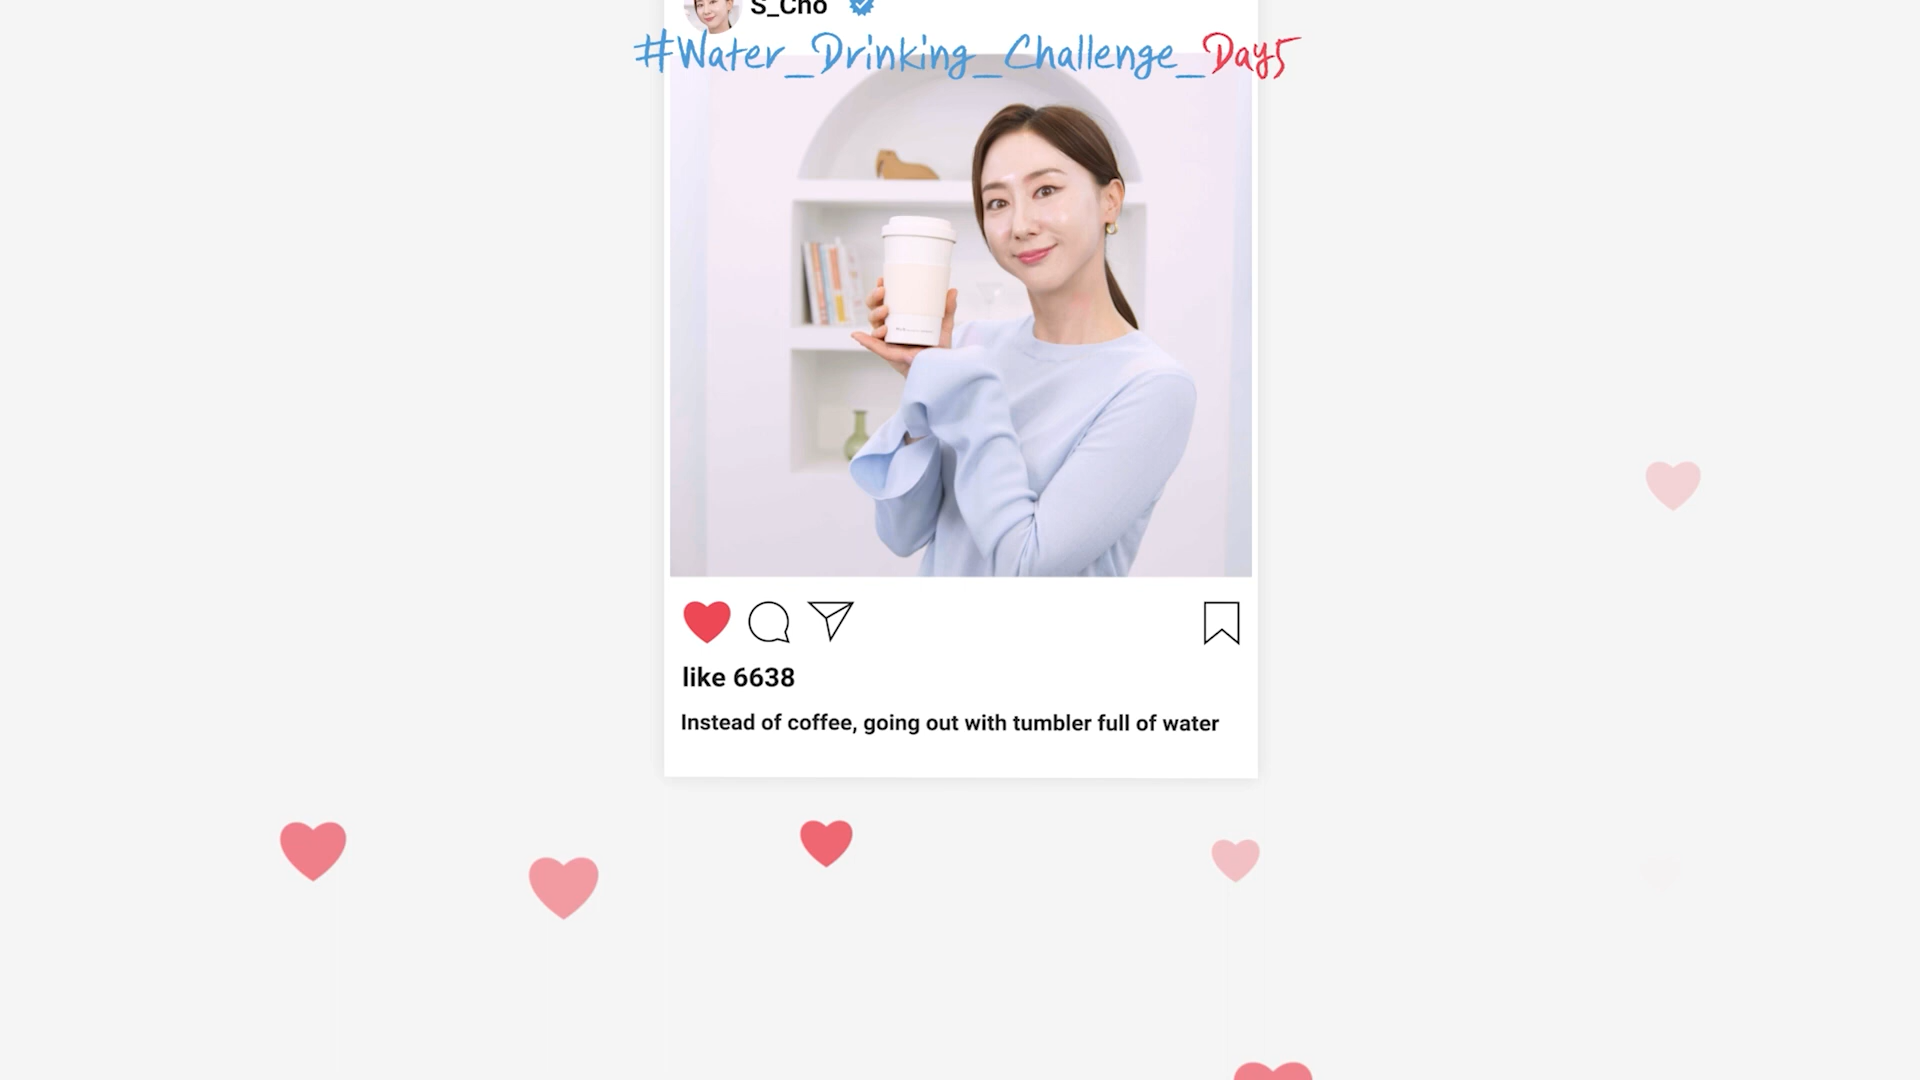 S_Cho
#Water_Drinking_Challenge_Day5
like 6638
Instead of coffee, going out with tumbler full of water